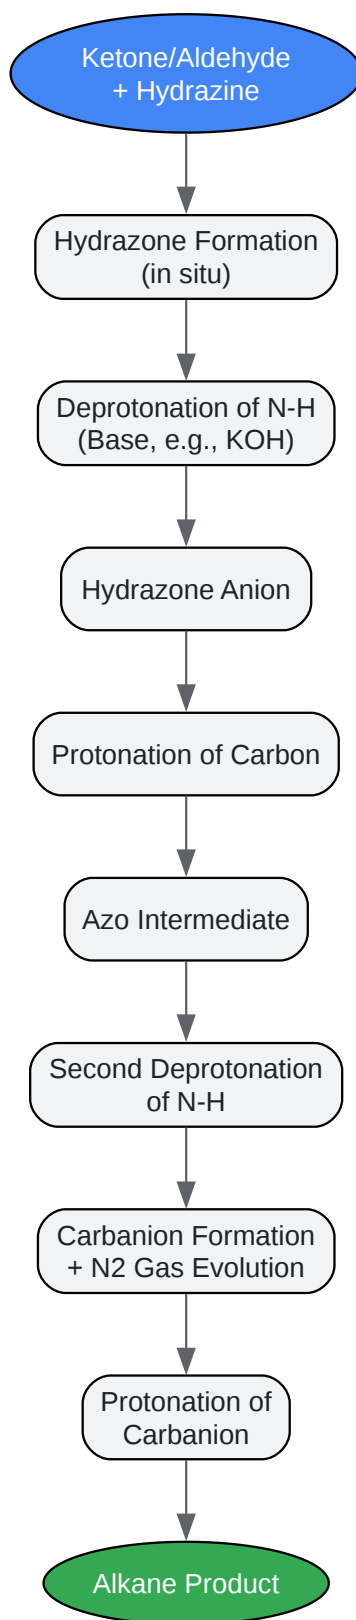 Ketone/Aldehyde
+ Hydrazine
Hydrazone Formation
(in situ)
Deprotonation of N-H
(Base, e.g., KOH)
Hydrazone Anion
Protonation of Carbon
Azo Intermediate
Second Deprotonation
of N-H
Carbanion Formation
+ N2 Gas Evolution
Protonation of
Carbanion
Alkane Product